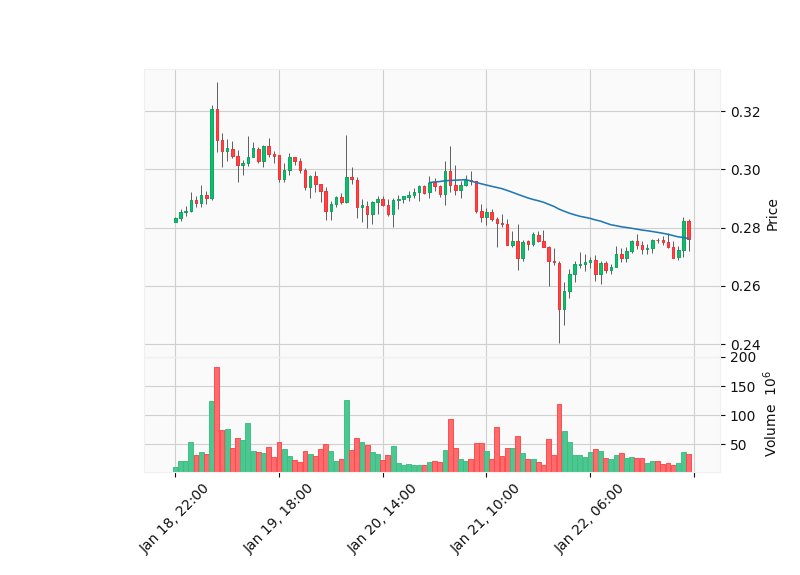 0.32
0.30
0.28
0.26
0.24
Price
200
150
100
50
Volume 10⁶
Jan 18, 22:00
Jan 19, 18:00
Jan 20, 14:00
Jan 21, 10:00
Jan 22, 06:00